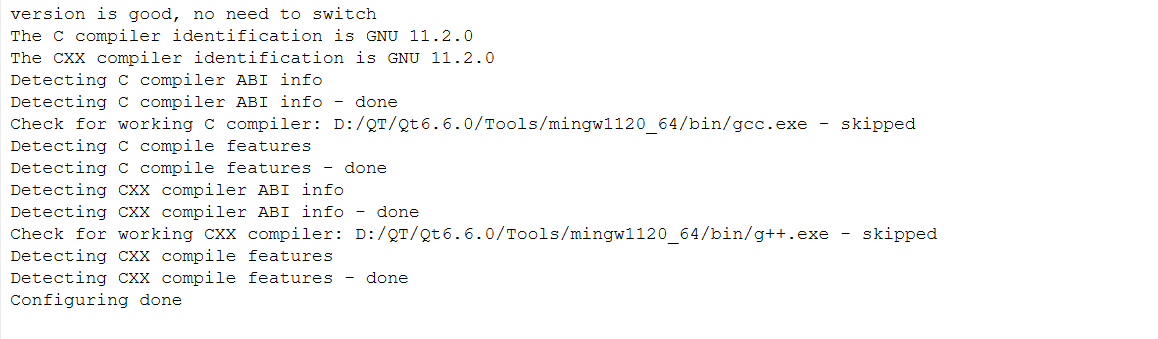 version is good, no need to switch
The C compiler identification is GNU 11.2.0
The CXX compiler identification is GNU 11.2.0
Detecting C compiler ABI info
Detecting C compiler ABI info - done
Check for working C compiler: D:/QT/Qt6.6.0/Tools/mingw1120_64/bin/gcc.exe - skipped
Detecting C compile features
Detecting C compile features - done
Detecting CXX compiler ABI info
Detecting CXX compiler ABI info - done
Check for working CXX compiler: D:/QT/Qt6.6.0/Tools/mingw1120_64/bin/g++.exe - skipped
Detecting CXX compile features
Detecting CXX compile features - done
Configuring done